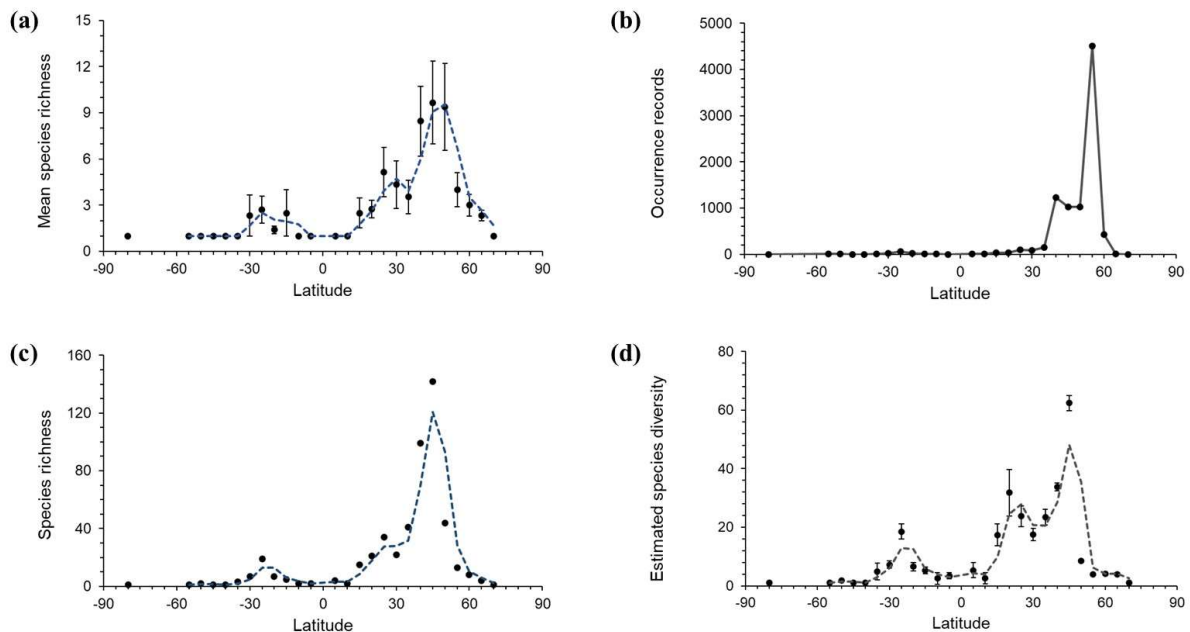 (a)
Mean species richness
15
12
9
6
3
0
-90 -60 -30 0 30 60 90
Latitude
(b)
Occurrence records
5000
4000
3000
2000
1000
0
-90 -60 -30 0 30 60 90
Latitude
(c)
Species richness
160
120
80
40
0
-90 -60 -30 0 30 60 90
Latitude
(d)
Esimated species diversity
80
60
40
20
0
-90 -60 -30 0 30 60 90
Latitude